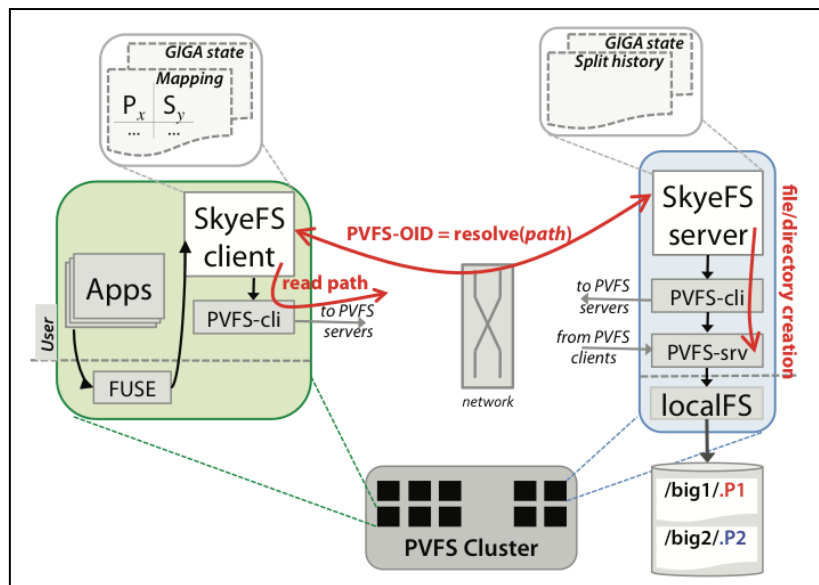 GIGA state
Mapping
Px Sy
... ...
GIGA state
Split history
SkyeFS
client
SkyeFS
server
PVFS-OID = resolve(path)
file/directory creation
Apps
read path
PVFS-cli
to PVFS
servers
to PVFS
servers
PVFS-cli
User
from PVFS
clients
PVFS-srv
FUSE
network
localFS
/big1/.P1
/big2/.P2
PVFS Cluster